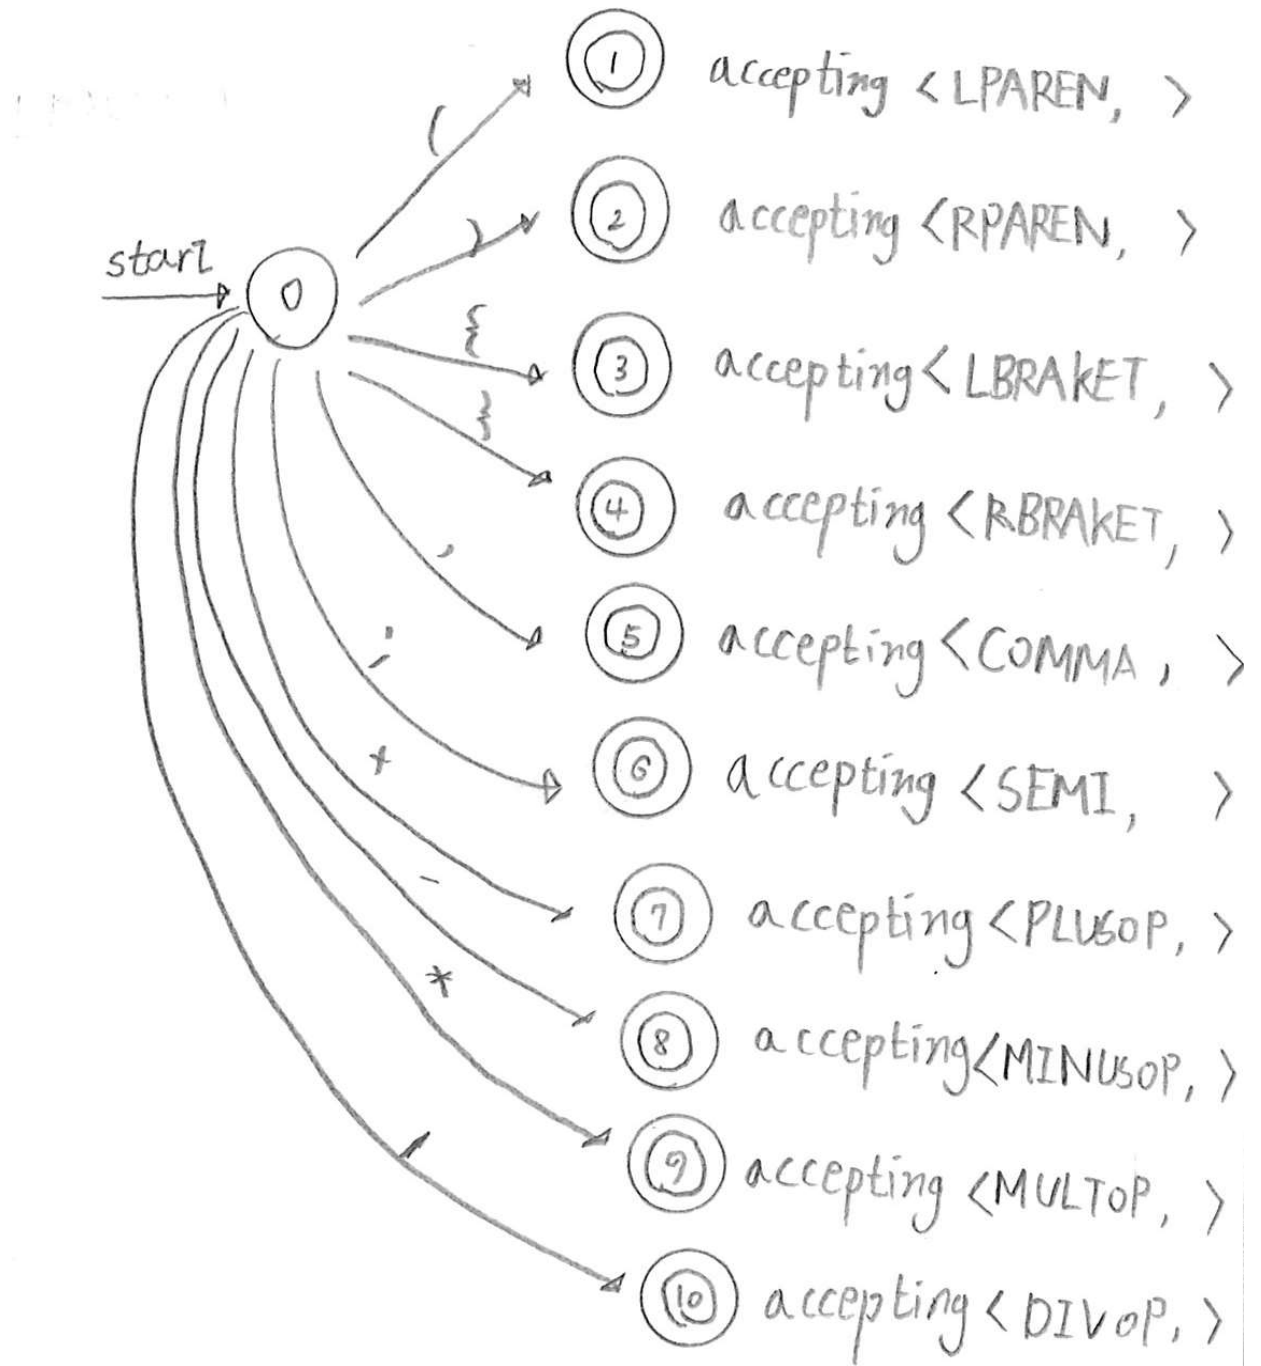 1 accepting <LPAREN, >
(
2 accepting <RPAREN, >
)
start
0
{
3 accepting <LBRAKET, >
}
4 accepting <RBRAKET, >
,
5 accepting <COMMA, >
;
6 accepting <SEMI, >
+
7 accepting <PLUSOP, >
-
8 accepting <MINUSOP, >
*
9 accepting <MULTOP, >
/
10 accepting <DIVOP, >